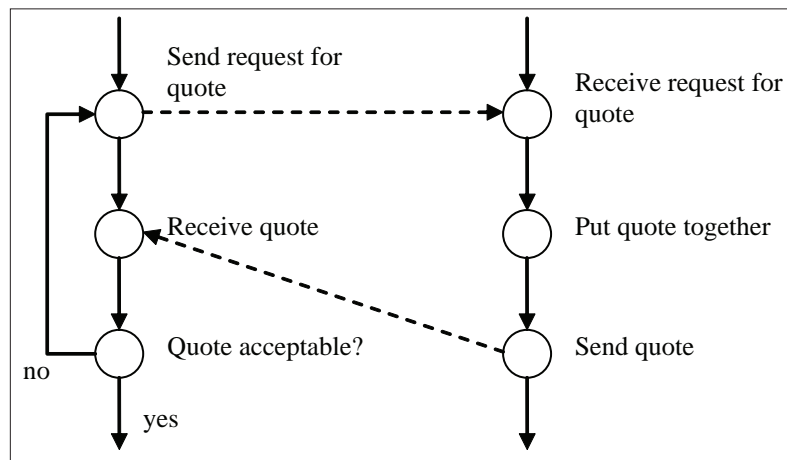 Send request for
quote
Receive request for
quote
Receive quote
Put quote together
Quote acceptable?
Send quote
no
yes